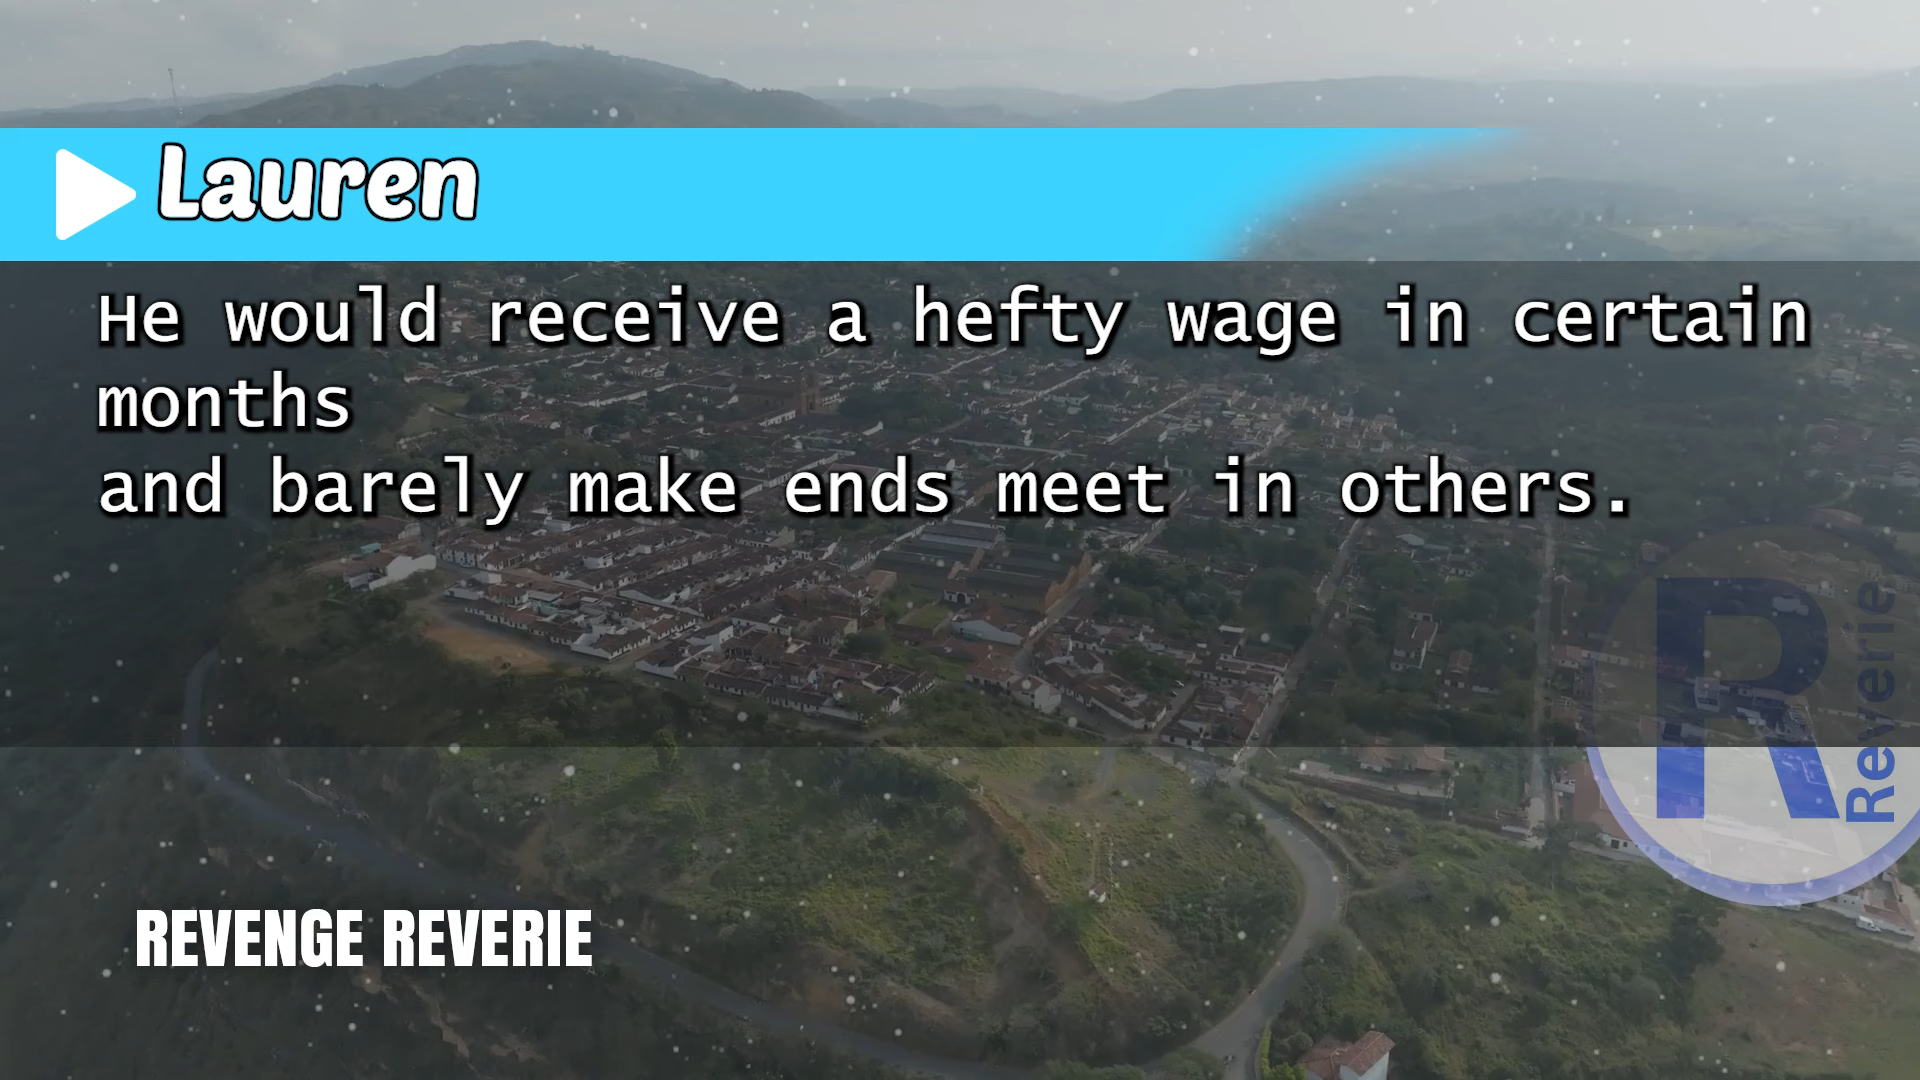 Lauren
He would receive a hefty wage in certain
months
and barely make ends meet in others.
R
Reverie
REVENGE REVERIE